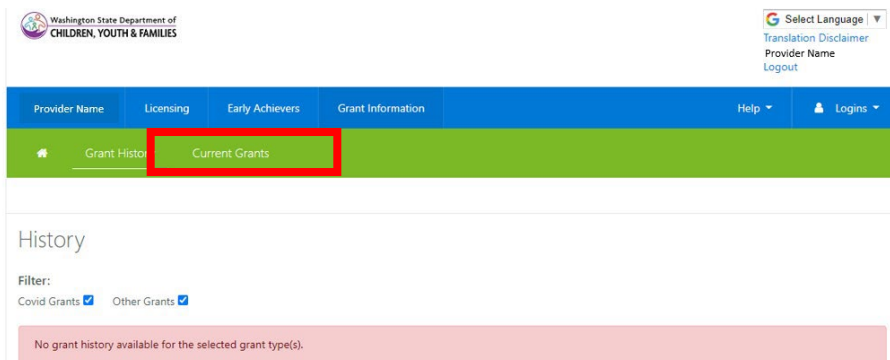 Washington State Department of
CHILDREN, YOUTH & FAMILIES
Select Language ▼
Translation Disclaimer
Provider Name
Logout
Provider Name Licensing Early Achievers Grant Information Help Logins
Grant Histor Current Grants
History
Filter:
Covid Grants Other Grants
No grant history available for the selected grant type(s).